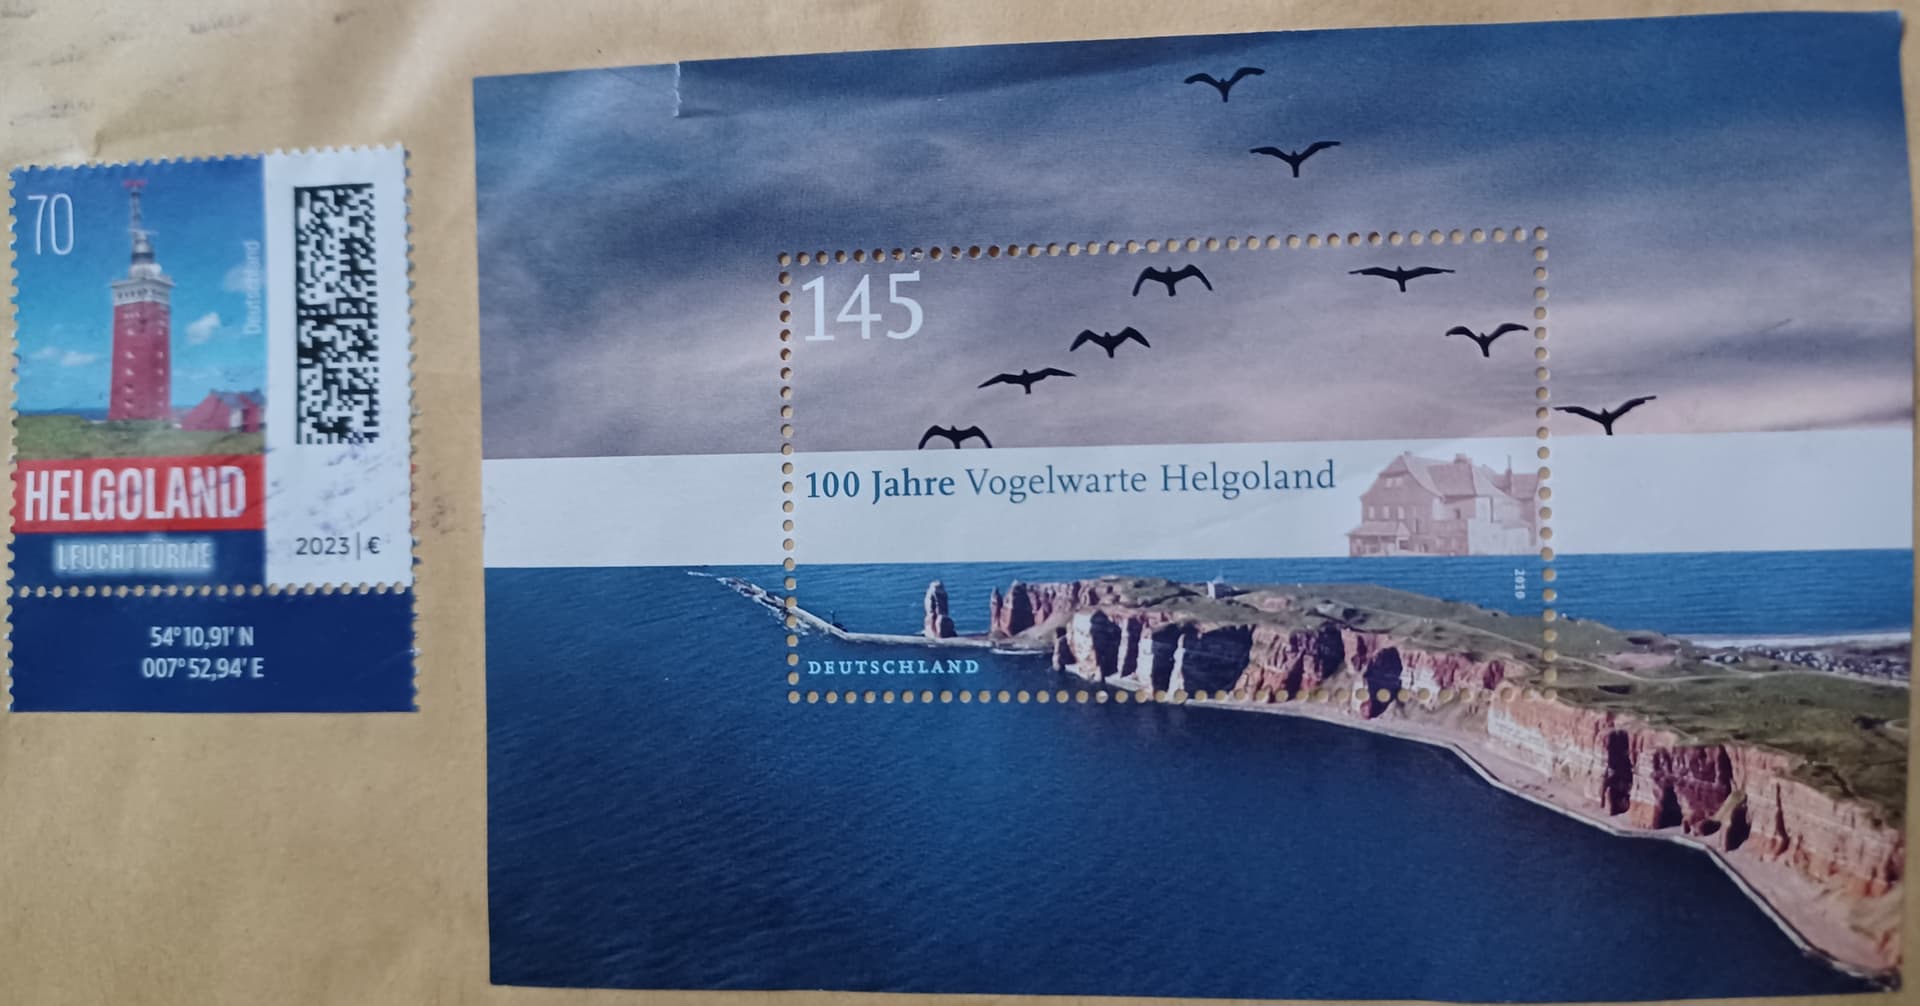 70
Deutschland
HELGOLAND
LEUCHTTÜRME
2023 | €
54° 10,91' N
007° 52,94' E
145
100 Jahre Vogelwarte Helgoland
2010
DEUTSCHLAND